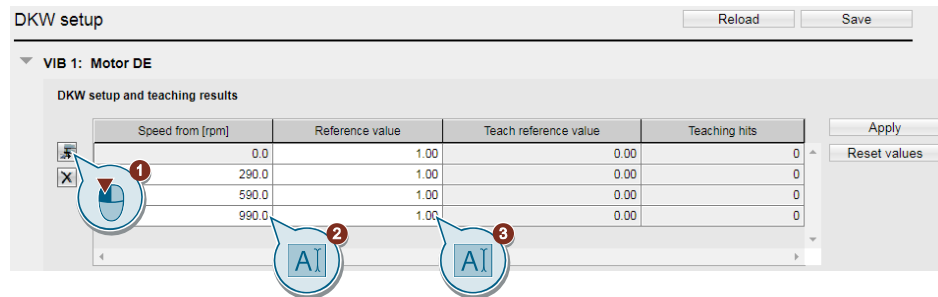 DKW setup Reload Save
VIB 1: Motor DE
DKW setup and teaching results
Speed from [rpm] Reference value Teach reference value Teaching hits Apply
0.0 1.00 0.00 0 Reset values
1
290.0 1.00 0.00 0
590.0 1.00 0.00 0
990.0 1.00 0.00 0
2 3
A A